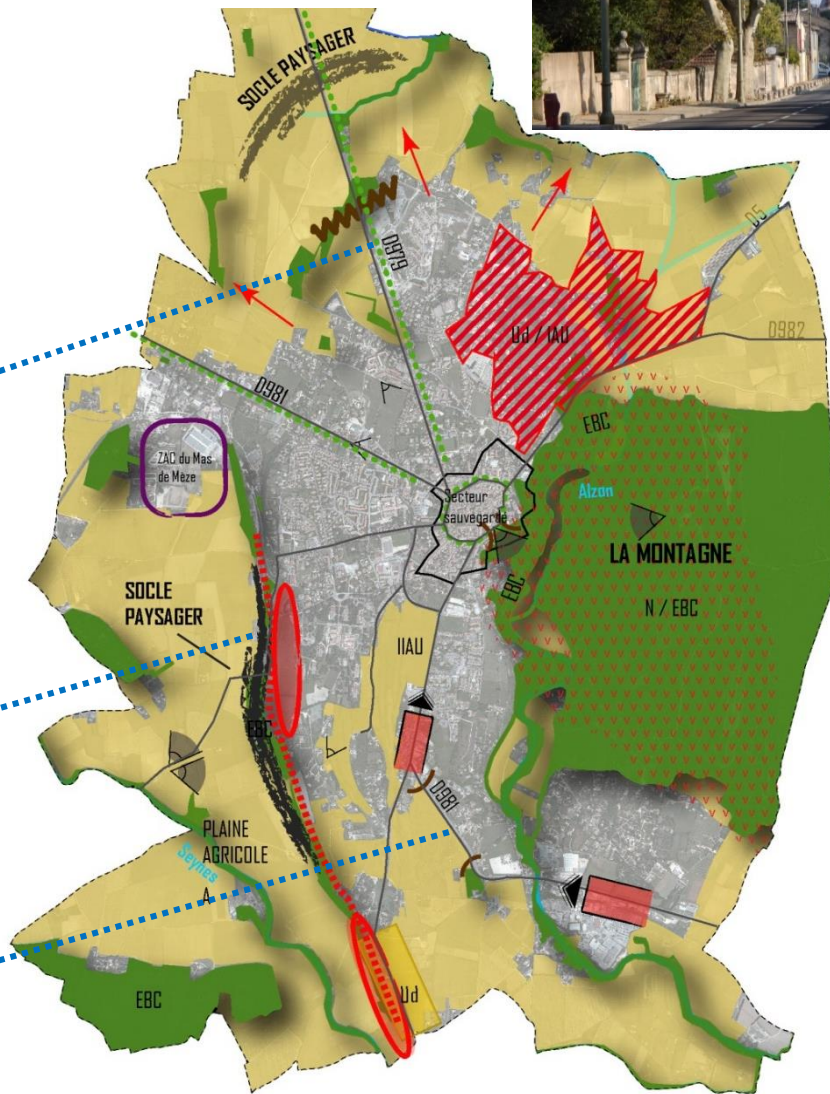 SOCLE PAYSAGER
D979
D5
Ud / IAU
D982
D981
EBC
ZAC du Mas
de Mèze
Secteur
sauvegardé
Alzon
LA MONTAGNE
EBC
N / EBC
SOCLE
PAYSAGER
IIAU
EBC
D981
PLAINE
AGRICOLE
Seynes
A
EBC
Ud